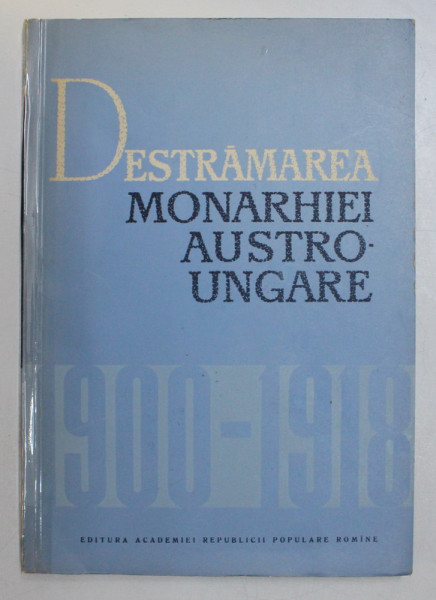 DESTRĂMAREA
MONARHIEI
AUSTRO-
UNGARE
1900-1918
EDITURA ACADEMIEI REPUBLICII POPULARE ROMÎNE